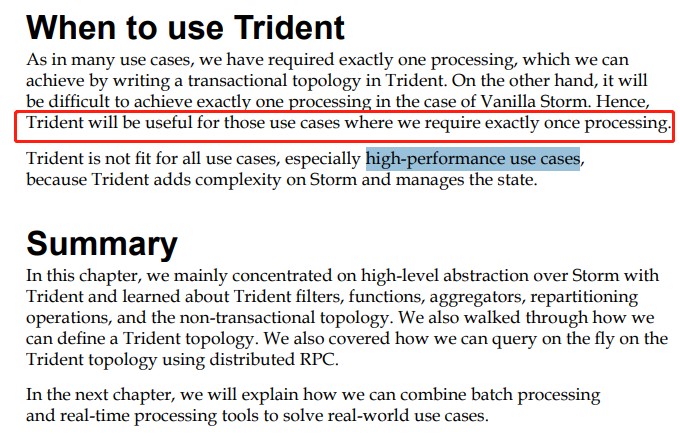 When to use Trident
As in many use cases, we have required exactly one processing, which we can
achieve by writing a transactional topology in Trident. On the other hand, it will
be difficult to achieve exactly one processing in the case of Vanilla Storm. Hence,
Trident will be useful for those use cases where we require exactly once processing.
Trident is not fit for all use cases, especially high-performance use cases,
because Trident adds complexity on Storm and manages the state.
Summary
In this chapter, we mainly concentrated on high-level abstraction over Storm with
Trident and learned about Trident filters, functions, aggregators, repartitioning
operations, and the non-transactional topology. We also walked through how we
can define a Trident topology. We also covered how we can query on the fly on the
Trident topology using distributed RPC.
In the next chapter, we will explain how we can combine batch processing
and real-time processing tools to solve real-world use cases.